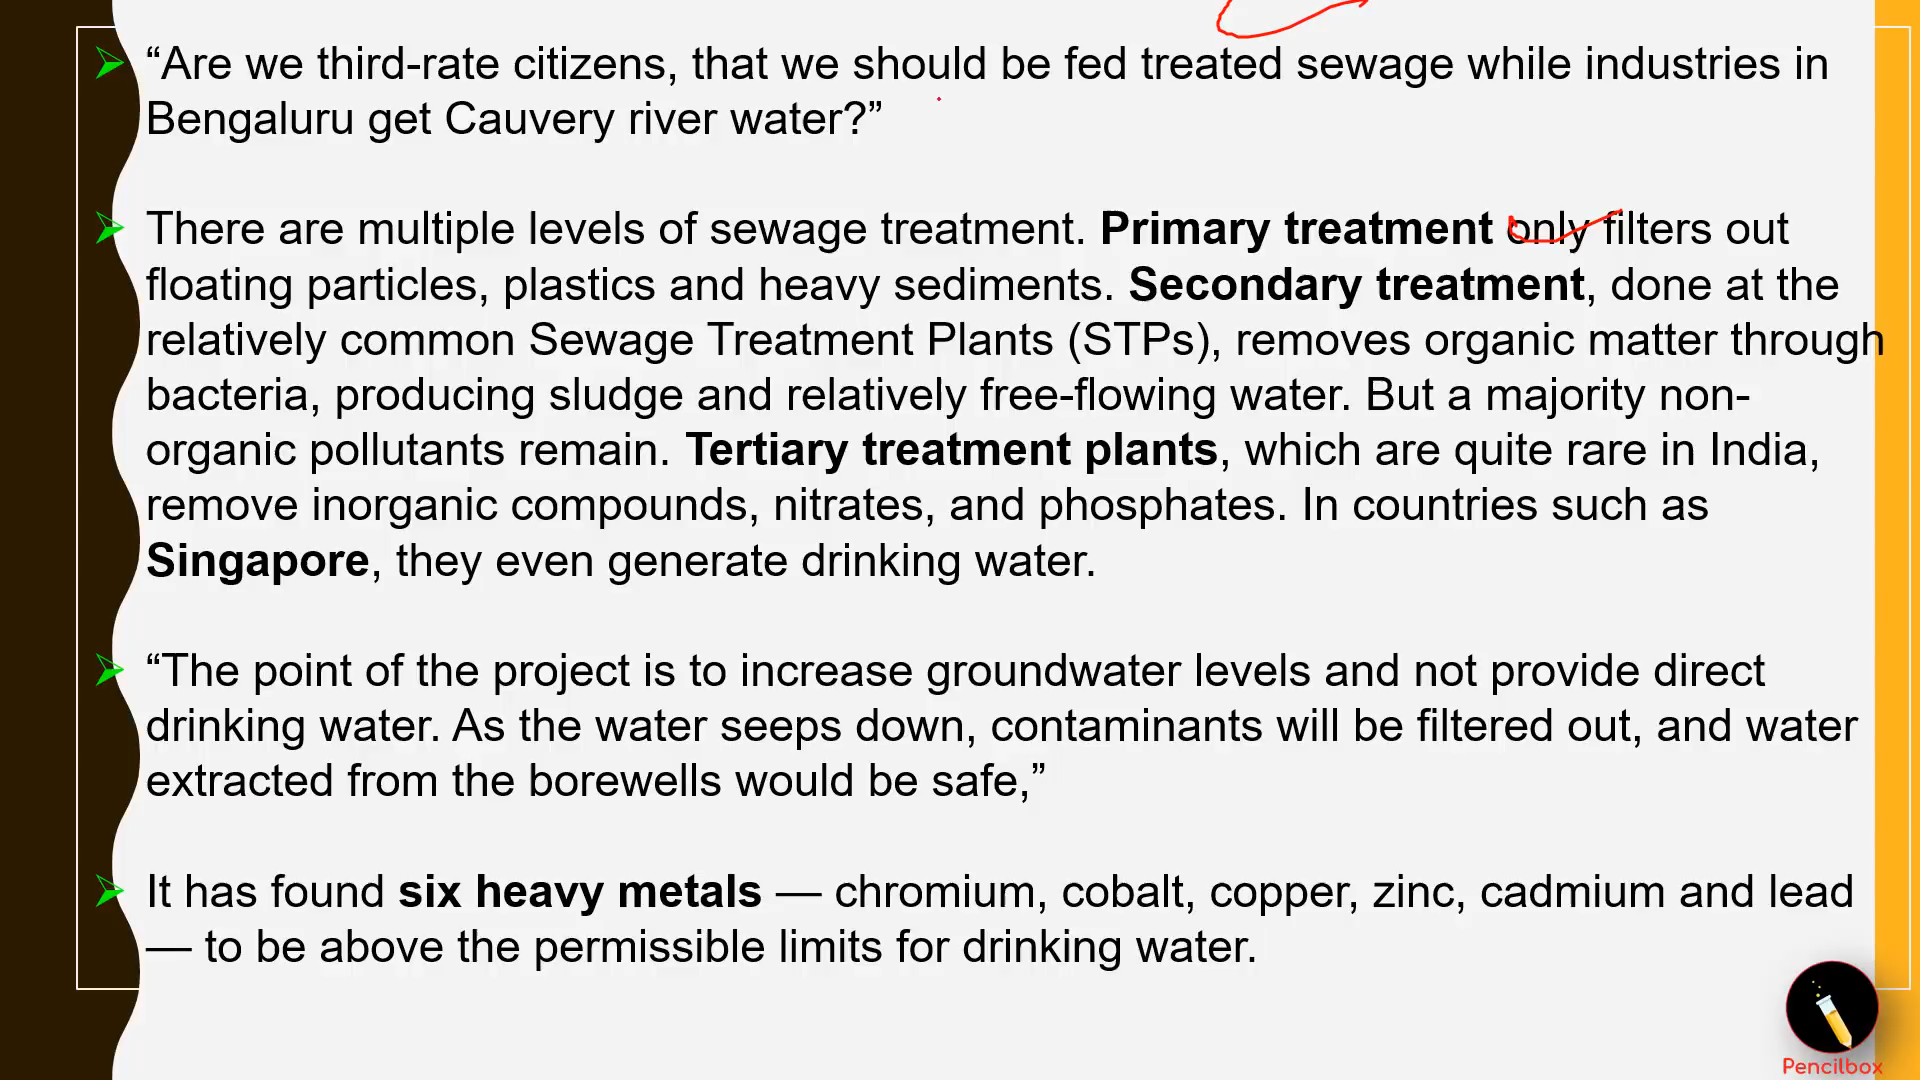 “Are we third-rate citizens, that we should be fed treated sewage while industries in
Bengaluru get Cauvery river water?”
There are multiple levels of sewage treatment. Primary treatment only filters out
floating particles, plastics and heavy sediments. Secondary treatment, done at the
relatively common Sewage Treatment Plants (STPs), removes organic matter through
bacteria, producing sludge and relatively free-flowing water. But a majority non-
organic pollutants remain. Tertiary treatment plants, which are quite rare in India,
remove inorganic compounds, nitrates, and phosphates. In countries such as
Singapore, they even generate drinking water.
“The point of the project is to increase groundwater levels and not provide direct
drinking water. As the water seeps down, contaminants will be filtered out, and water
extracted from the borewells would be safe,”
It has found six heavy metals — chromium, cobalt, copper, zinc, cadmium and lead
— to be above the permissible limits for drinking water.
Pencilbox